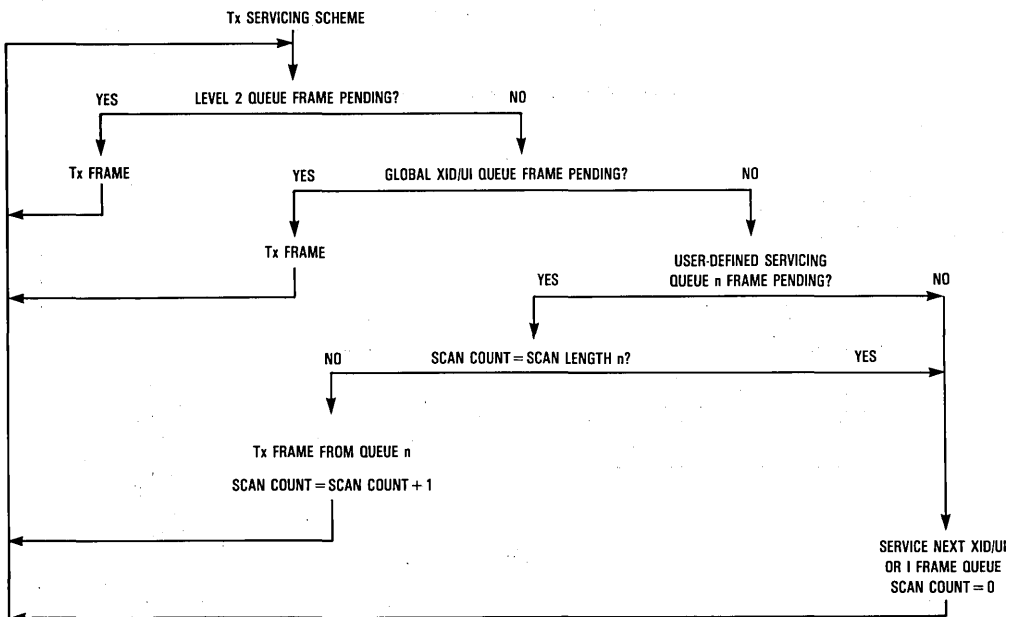 Tx SERVICING SCHEME
YES
LEVEL 2 QUEUE FRAME PENDING?
NO
Tx FRAME
YES
GLOBAL XID/UI QUEUE FRAME PENDING?
NO
Tx FRAME
USER-DEFINED SERVICING
QUEUE n FRAME PENDING?
YES
NO
NO
SCAN COUNT = SCAN LENGTH n?
YES
Tx FRAME FROM QUEUE n
SCAN COUNT = SCAN COUNT + 1
SERVICE NEXT XID/UI
OR I FRAME QUEUE
SCAN COUNT = 0